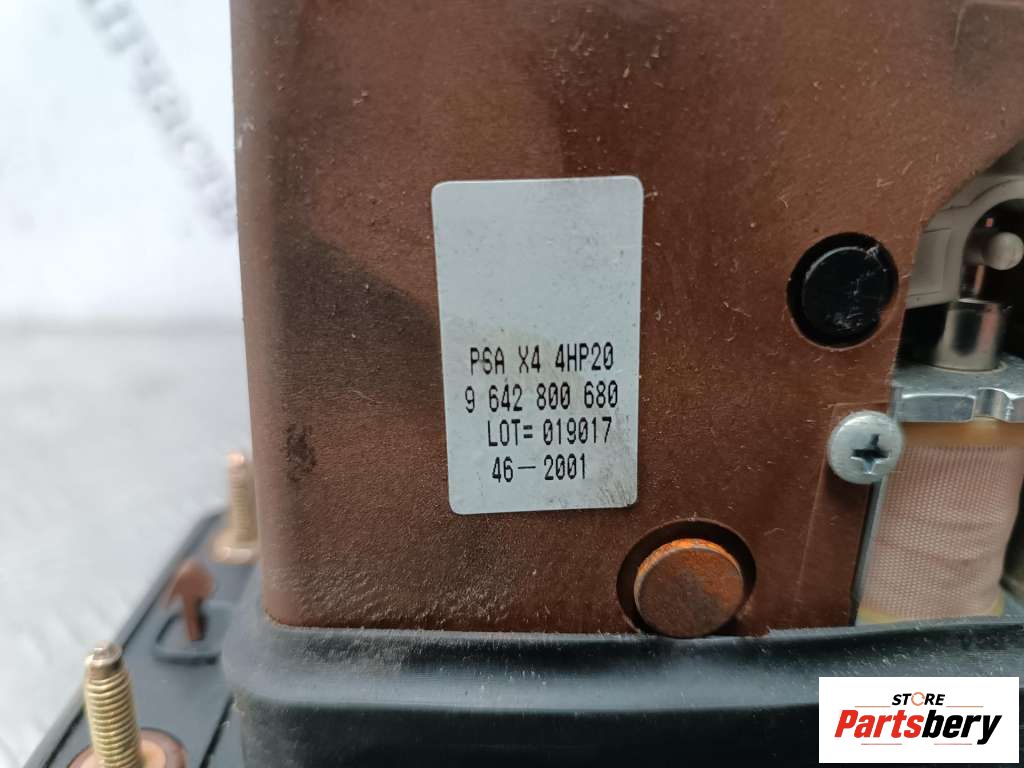 PSA X4 4HP20
9 642 800 680
LOT= 019017
46-2001
STORE
Partsbery